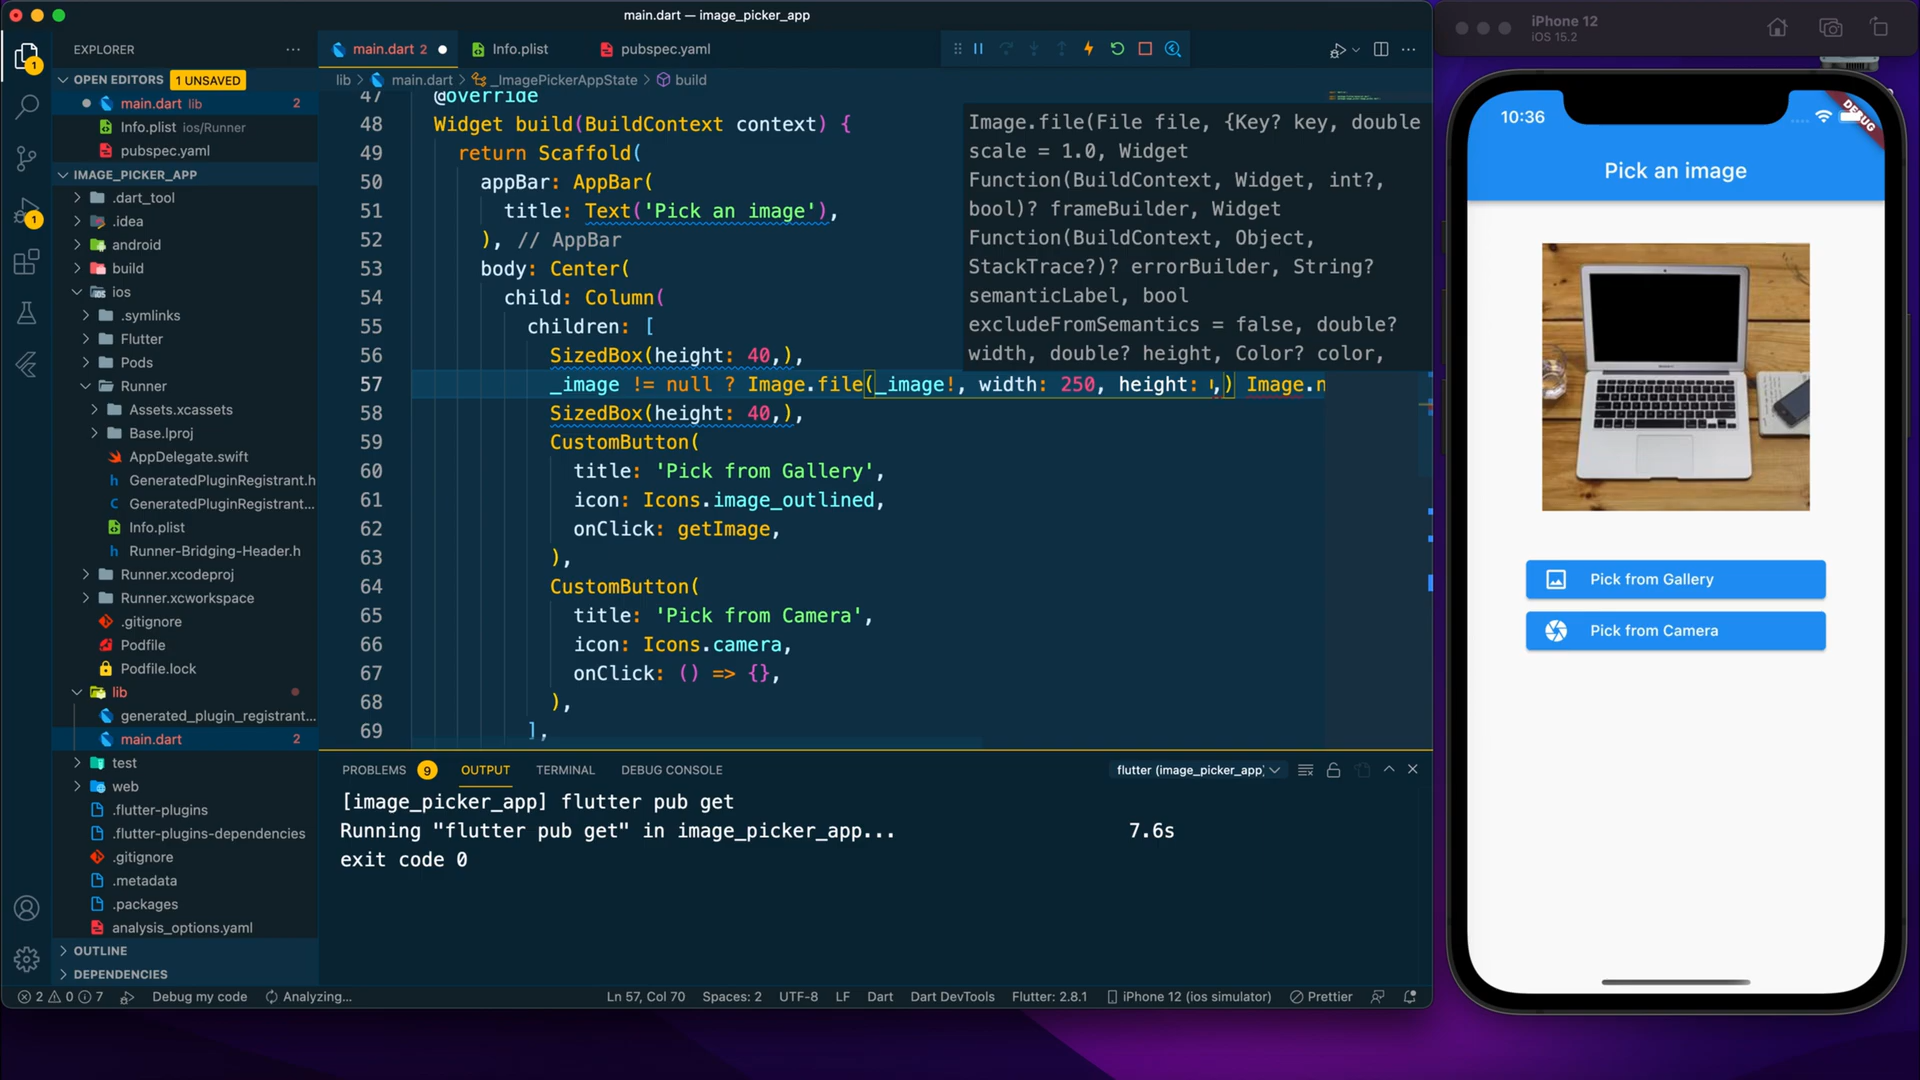 main.dart — image_picker_app
iPhone 12
iOS 15.2
EXPLORER
main.dart 2
Info.plist
pubspec.yaml
OPEN EDITORS
1 UNSAVED
lib
main.dart
_ImagePickerAppState
build
main.dart lib
2
Info.plist ios/Runner
pubspec.yaml
IMAGE_PICKER_APP
.dart_tool
.idea
android
build
ios
.symlinks
Flutter
Pods
Runner
Assets.xcassets
Base.lproj
AppDelegate.swift
GeneratedPluginRegistrant.h
GeneratedPluginRegistrant...
Info.plist
Runner-Bridging-Header.h
Runner.xcodeproj
Runner.xcworkspace
.gitignore
Podfile
Podfile.lock
lib
generated_plugin_registrant...
main.dart
2
test
web
.flutter-plugins
.flutter-plugins-dependencies
.gitignore
.metadata
.packages
analysis_options.yaml
OUTLINE
DEPENDENCIES
47 @override
48 Widget build(BuildContext context) {
49 return Scaffold(
50 appBar: AppBar(
51 title: Text('Pick an image'),
52 ), // AppBar
53 body: Center(
54 child: Column(
55 children: [
56 SizedBox(height: 40,),
57 _image != null ? Image.file(_image!, width: 250, height: ,) Image.n
58 SizedBox(height: 40,),
59 CustomButton(
60 title: 'Pick from Gallery',
61 icon: Icons.image_outlined,
62 onClick: getImage,
63 ),
64 CustomButton(
65 title: 'Pick from Camera',
66 icon: Icons.camera,
67 onClick: () => {},
68 ),
69 ],
Image.file(File file, {Key? key, double
scale = 1.0, Widget
Function(BuildContext, Widget, int?,
bool)? frameBuilder, Widget
Function(BuildContext, Object,
StackTrace?)? errorBuilder, String?
semanticLabel, bool
excludeFromSemantics = false, double?
width, double? height, Color? color,
PROBLEMS
9
OUTPUT
TERMINAL
DEBUG CONSOLE
flutter (image_picker_app)
[image_picker_app] flutter pub get
Running "flutter pub get" in image_picker_app... 7.6s
exit code 0
2
0
7
Debug my code
Analyzing...
Ln 57, Col 70
Spaces: 2
UTF-8
LF
Dart
Dart DevTools
Flutter: 2.8.1
iPhone 12 (ios simulator)
Prettier
10:36
DEBUG
Pick an image
Pick from Gallery
Pick from Camera